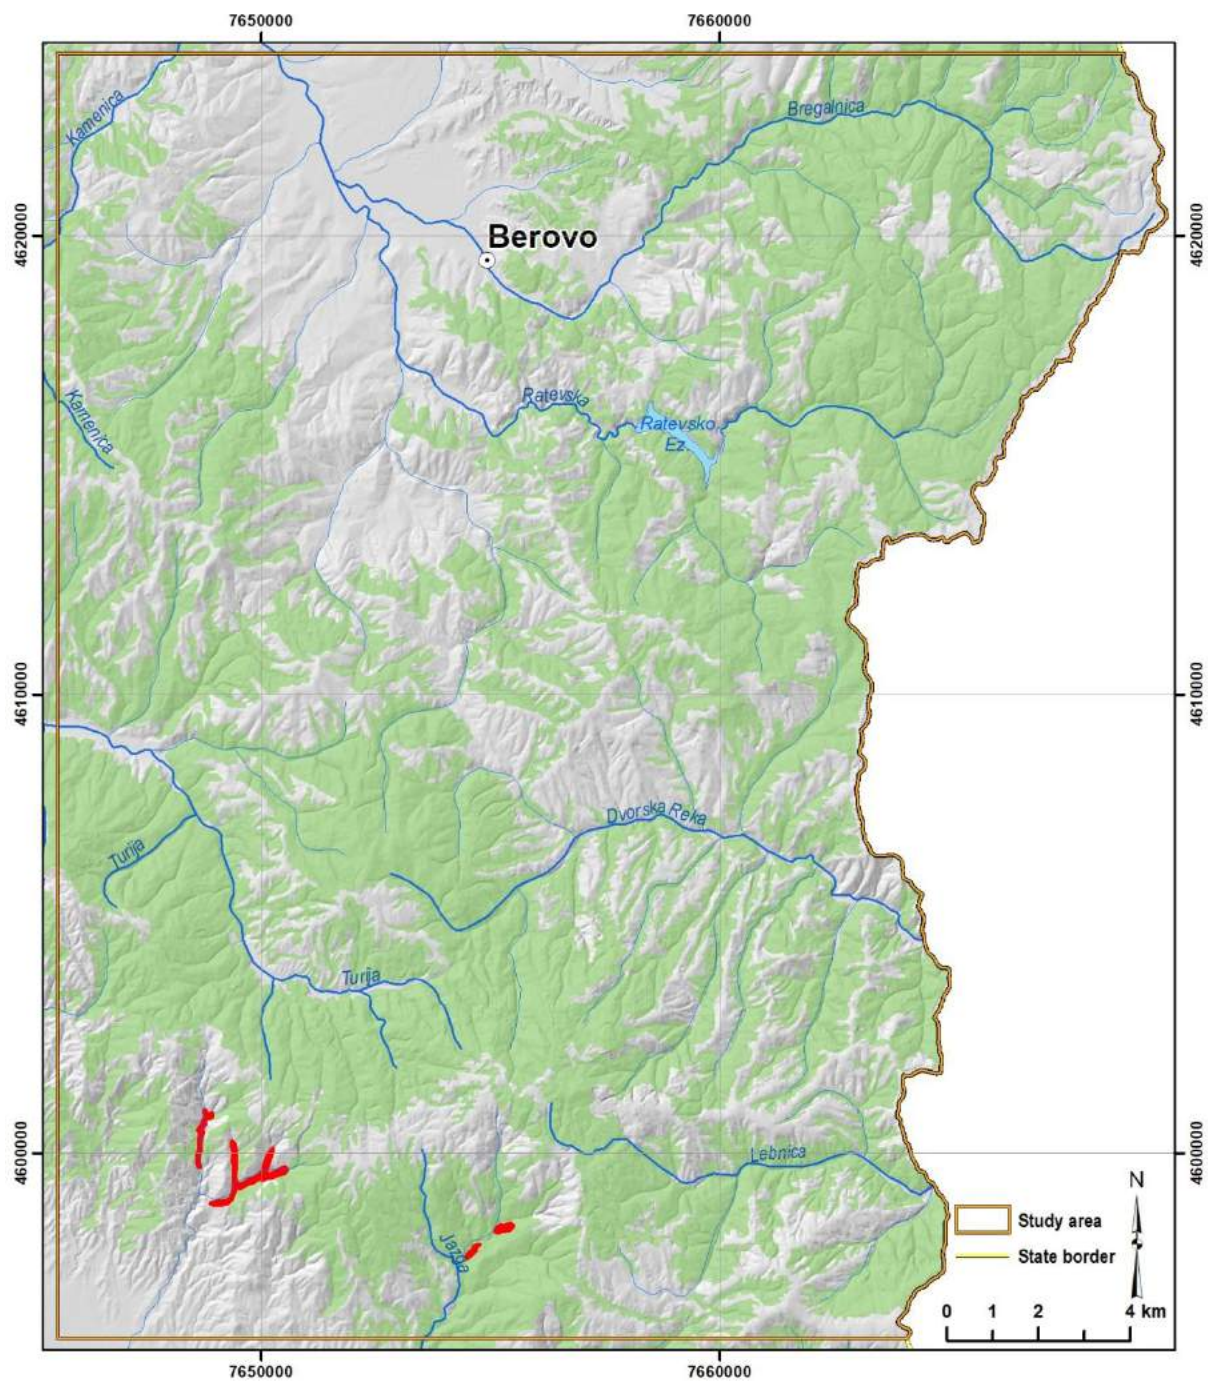 7650000
7660000
Kamenica
Bregalnica
4620000
4620000
Berovo
Kamenica
Ratevska
Ratevsko
Ez.
4610000
4610000
Dvorska Reka
Turija
Turija
4600000
4600000
Lebnica
Jazga
N
Study area
State border
0 1 2 4 km
7650000
7660000